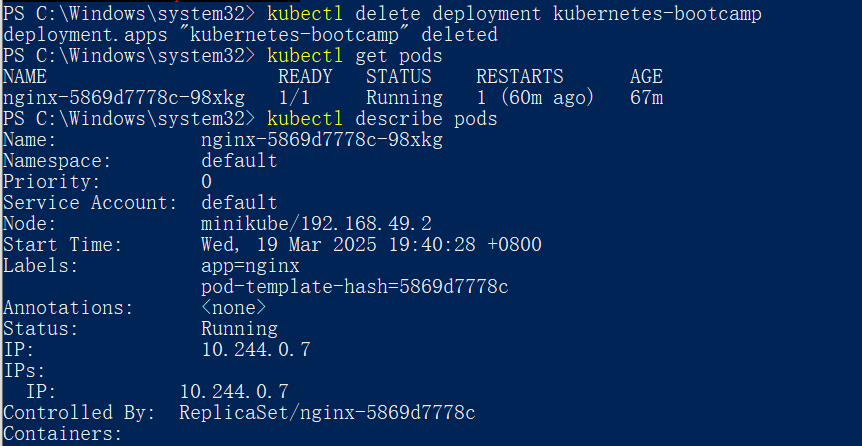 PS C:\Windows\system32> kubectl delete deployment kubernetes-bootcamp
deployment.apps "kubernetes-bootcamp" deleted
PS C:\Windows\system32> kubectl get pods
NAME READY STATUS RESTARTS AGE
nginx-5869d7778c-98xkg 1/1 Running 1 (60m ago) 67m
PS C:\Windows\system32> kubectl describe pods
Name: nginx-5869d7778c-98xkg
Namespace: default
Priority: 0
Service Account: default
Node: minikube/192.168.49.2
Start Time: Wed, 19 Mar 2025 19:40:28 +0800
Labels: app=nginx
pod-template-hash=5869d7778c
Annotations: <none>
Status: Running
IP: 10.244.0.7
IPs:
IP: 10.244.0.7
Controlled By: ReplicaSet/nginx-5869d7778c
Containers: